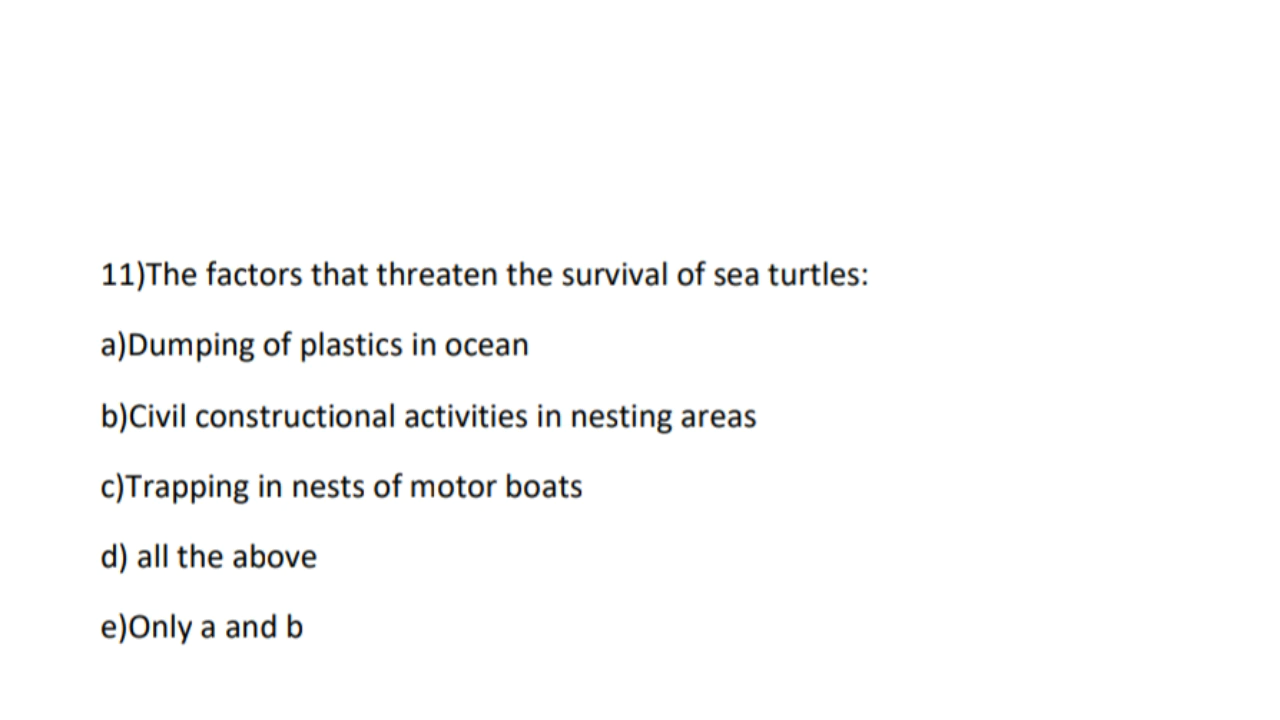 11)The factors that threaten the survival of sea turtles:
a)Dumping of plastics in ocean
b)Civil constructional activities in nesting areas
c)Trapping in nests of motor boats
d) all the above
e)Only a and b